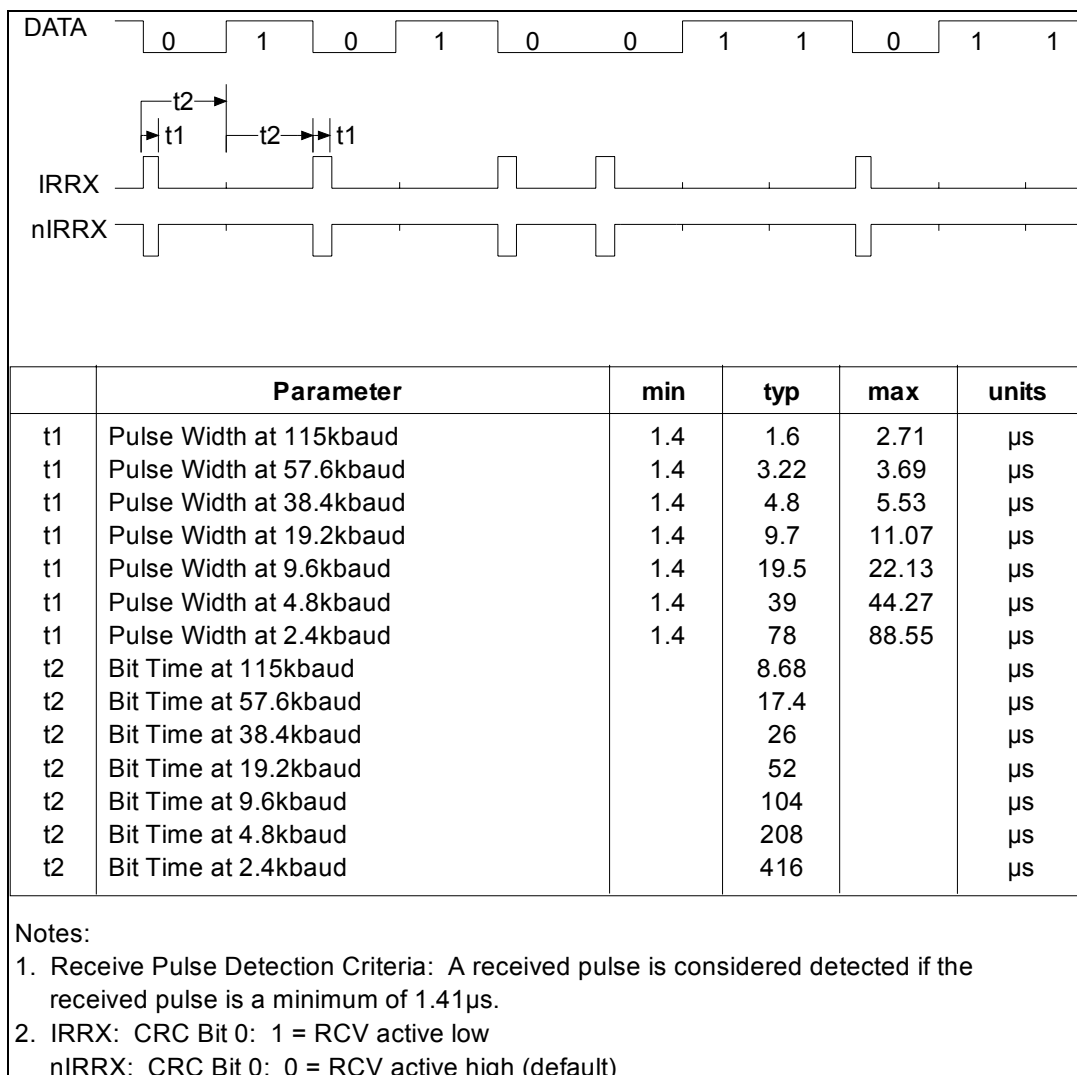 DATA 0 1 0 1 0 0 1 1 0 1 1
t2
t1 t2 t1
IRRX
nIRRX
Parameter min typ max units
t1 Pulse Width at 115kbaud 1.4 1.6 2.71 µs
t1 Pulse Width at 57.6kbaud 1.4 3.22 3.69 µs
t1 Pulse Width at 38.4kbaud 1.4 4.8 5.53 µs
t1 Pulse Width at 19.2kbaud 1.4 9.7 11.07 µs
t1 Pulse Width at 9.6kbaud 1.4 19.5 22.13 µs
t1 Pulse Width at 4.8kbaud 1.4 39 44.27 µs
t1 Pulse Width at 2.4kbaud 1.4 78 88.55 µs
t2 Bit Time at 115kbaud 8.68 µs
t2 Bit Time at 57.6kbaud 17.4 µs
t2 Bit Time at 38.4kbaud 26 µs
t2 Bit Time at 19.2kbaud 52 µs
t2 Bit Time at 9.6kbaud 104 µs
t2 Bit Time at 4.8kbaud 208 µs
t2 Bit Time at 2.4kbaud 416 µs
Notes:
1. Receive Pulse Detection Criteria: A received pulse is considered detected if the
received pulse is a minimum of 1.41µs.
2. IRRX: CRC Bit 0: 1 = RCV active low
nIRRX: CRC Bit 0: 0 = RCV active high (default)